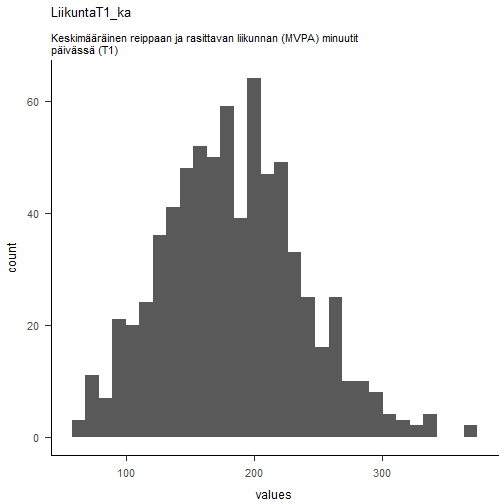 LiikuntaT1_ka
Keskimääräinen reippaan ja rasittavan liikunnan (MVPA) minuutit
päivässä (T1)
60
40
20
0
count
100 200 300
values